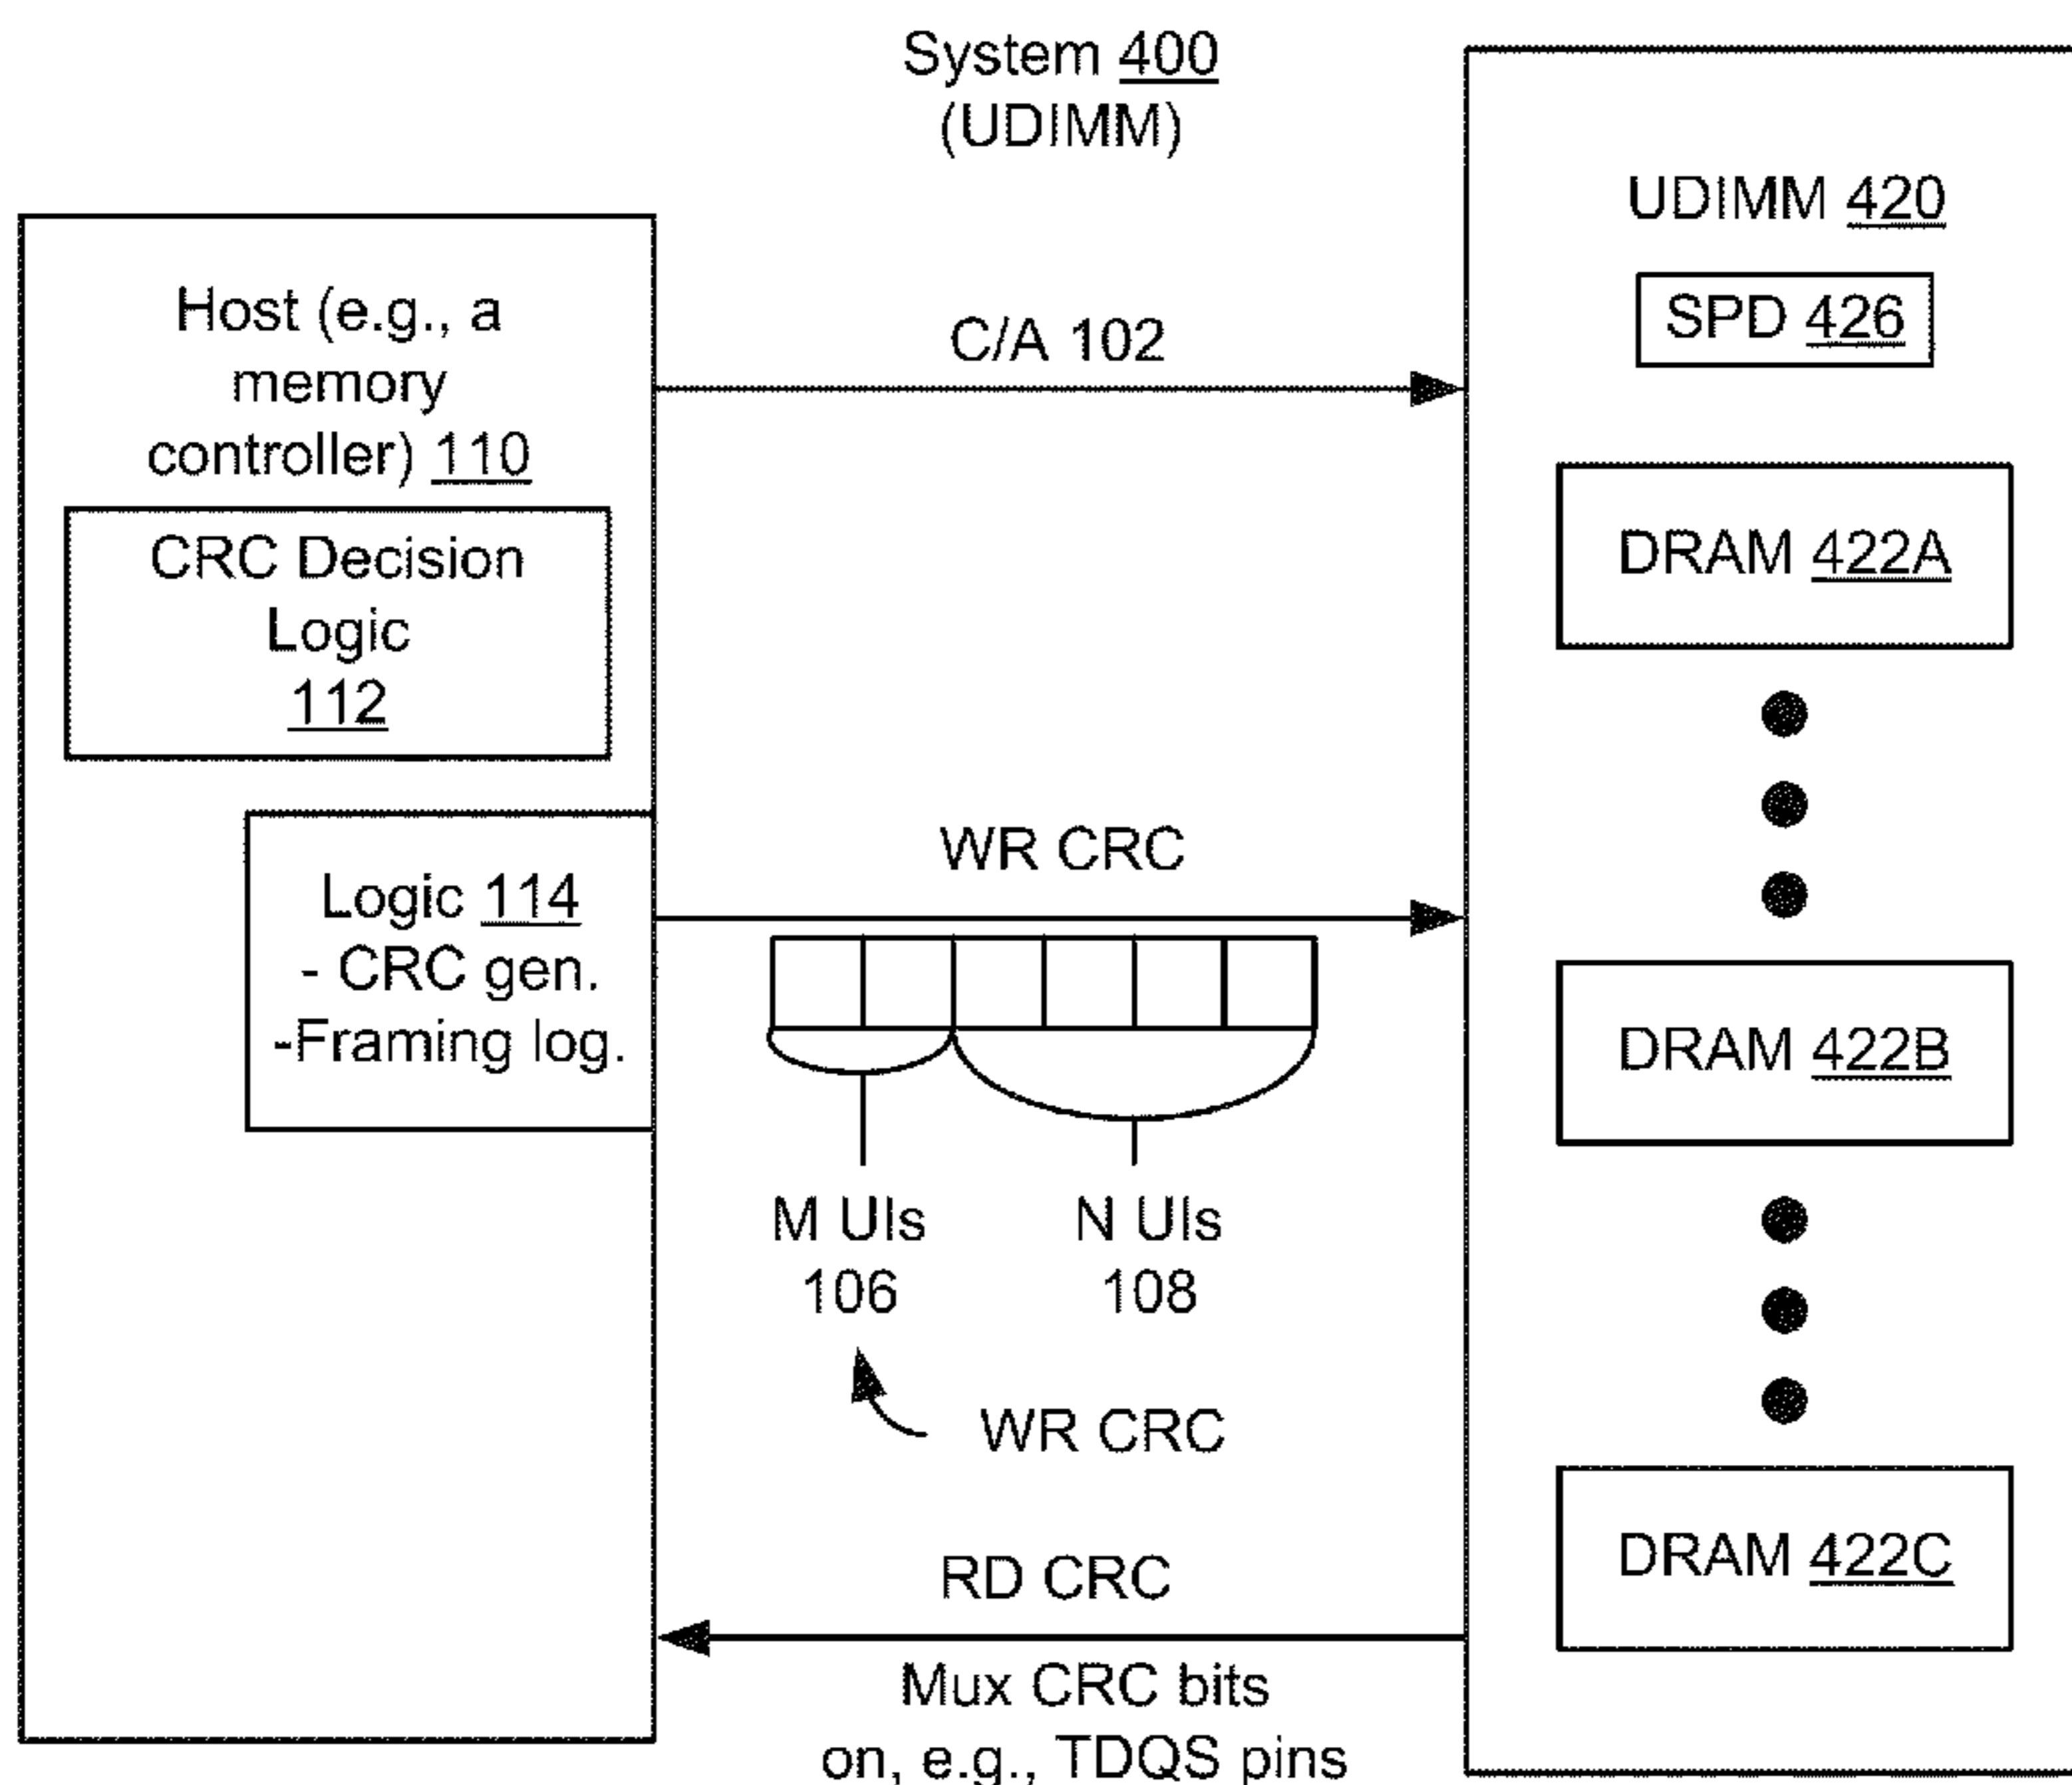 System 400
(UDIMM)
Host (e.g., a
memory
controller) 110
CRC Decision
Logic
112
Logic 114
- CRC gen.
-Framing log.
C/A 102
WR CRC
M UIs
106
N UIs
108
WR CRC
RD CRC
Mux CRC bits
on, e.g., TDQS pins
UDIMM 420
SPD 426
DRAM 422A
DRAM 422B
DRAM 422C